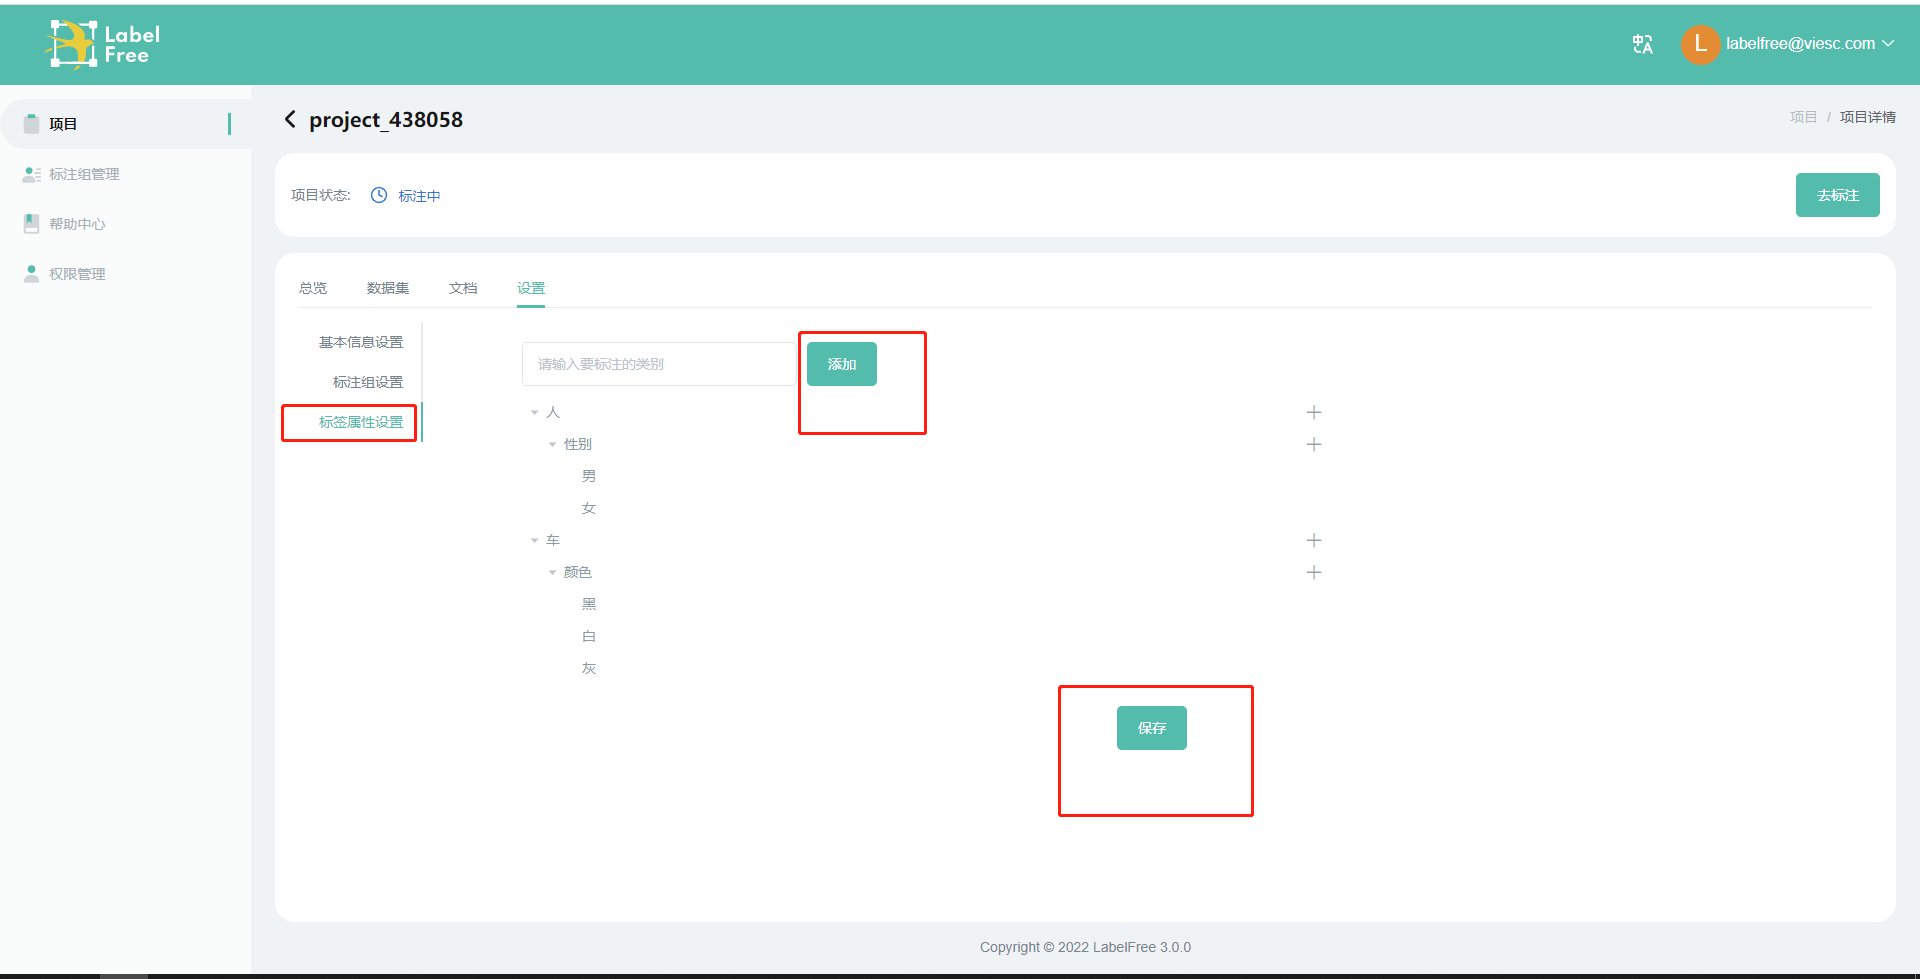 Label
Free
L
labelfree@viesc.com
项目
标注组管理
帮助中心
权限管理
project_438058
项目 / 项目详情
项目状态: 标注中
去标注
总览 数据集 文档 设置
基本信息设置
标注组设置
标签属性设置
请输入要标注的类别 添加
人
性别
男
女
车
颜色
黑
白
灰
保存
Copyright © 2022 LabelFree 3.0.0